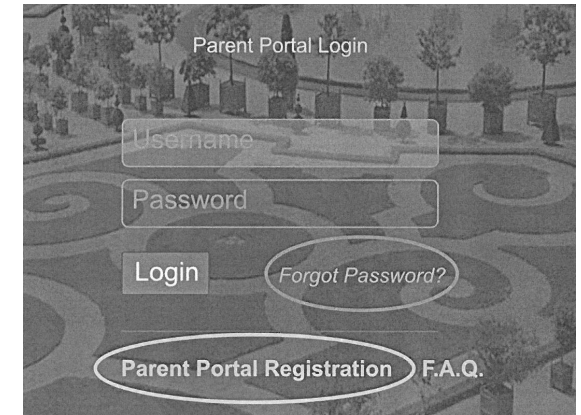 Parent Portal Login
Username
Password
Login
Forgot Password?
Parent Portal Registration F.A.Q.